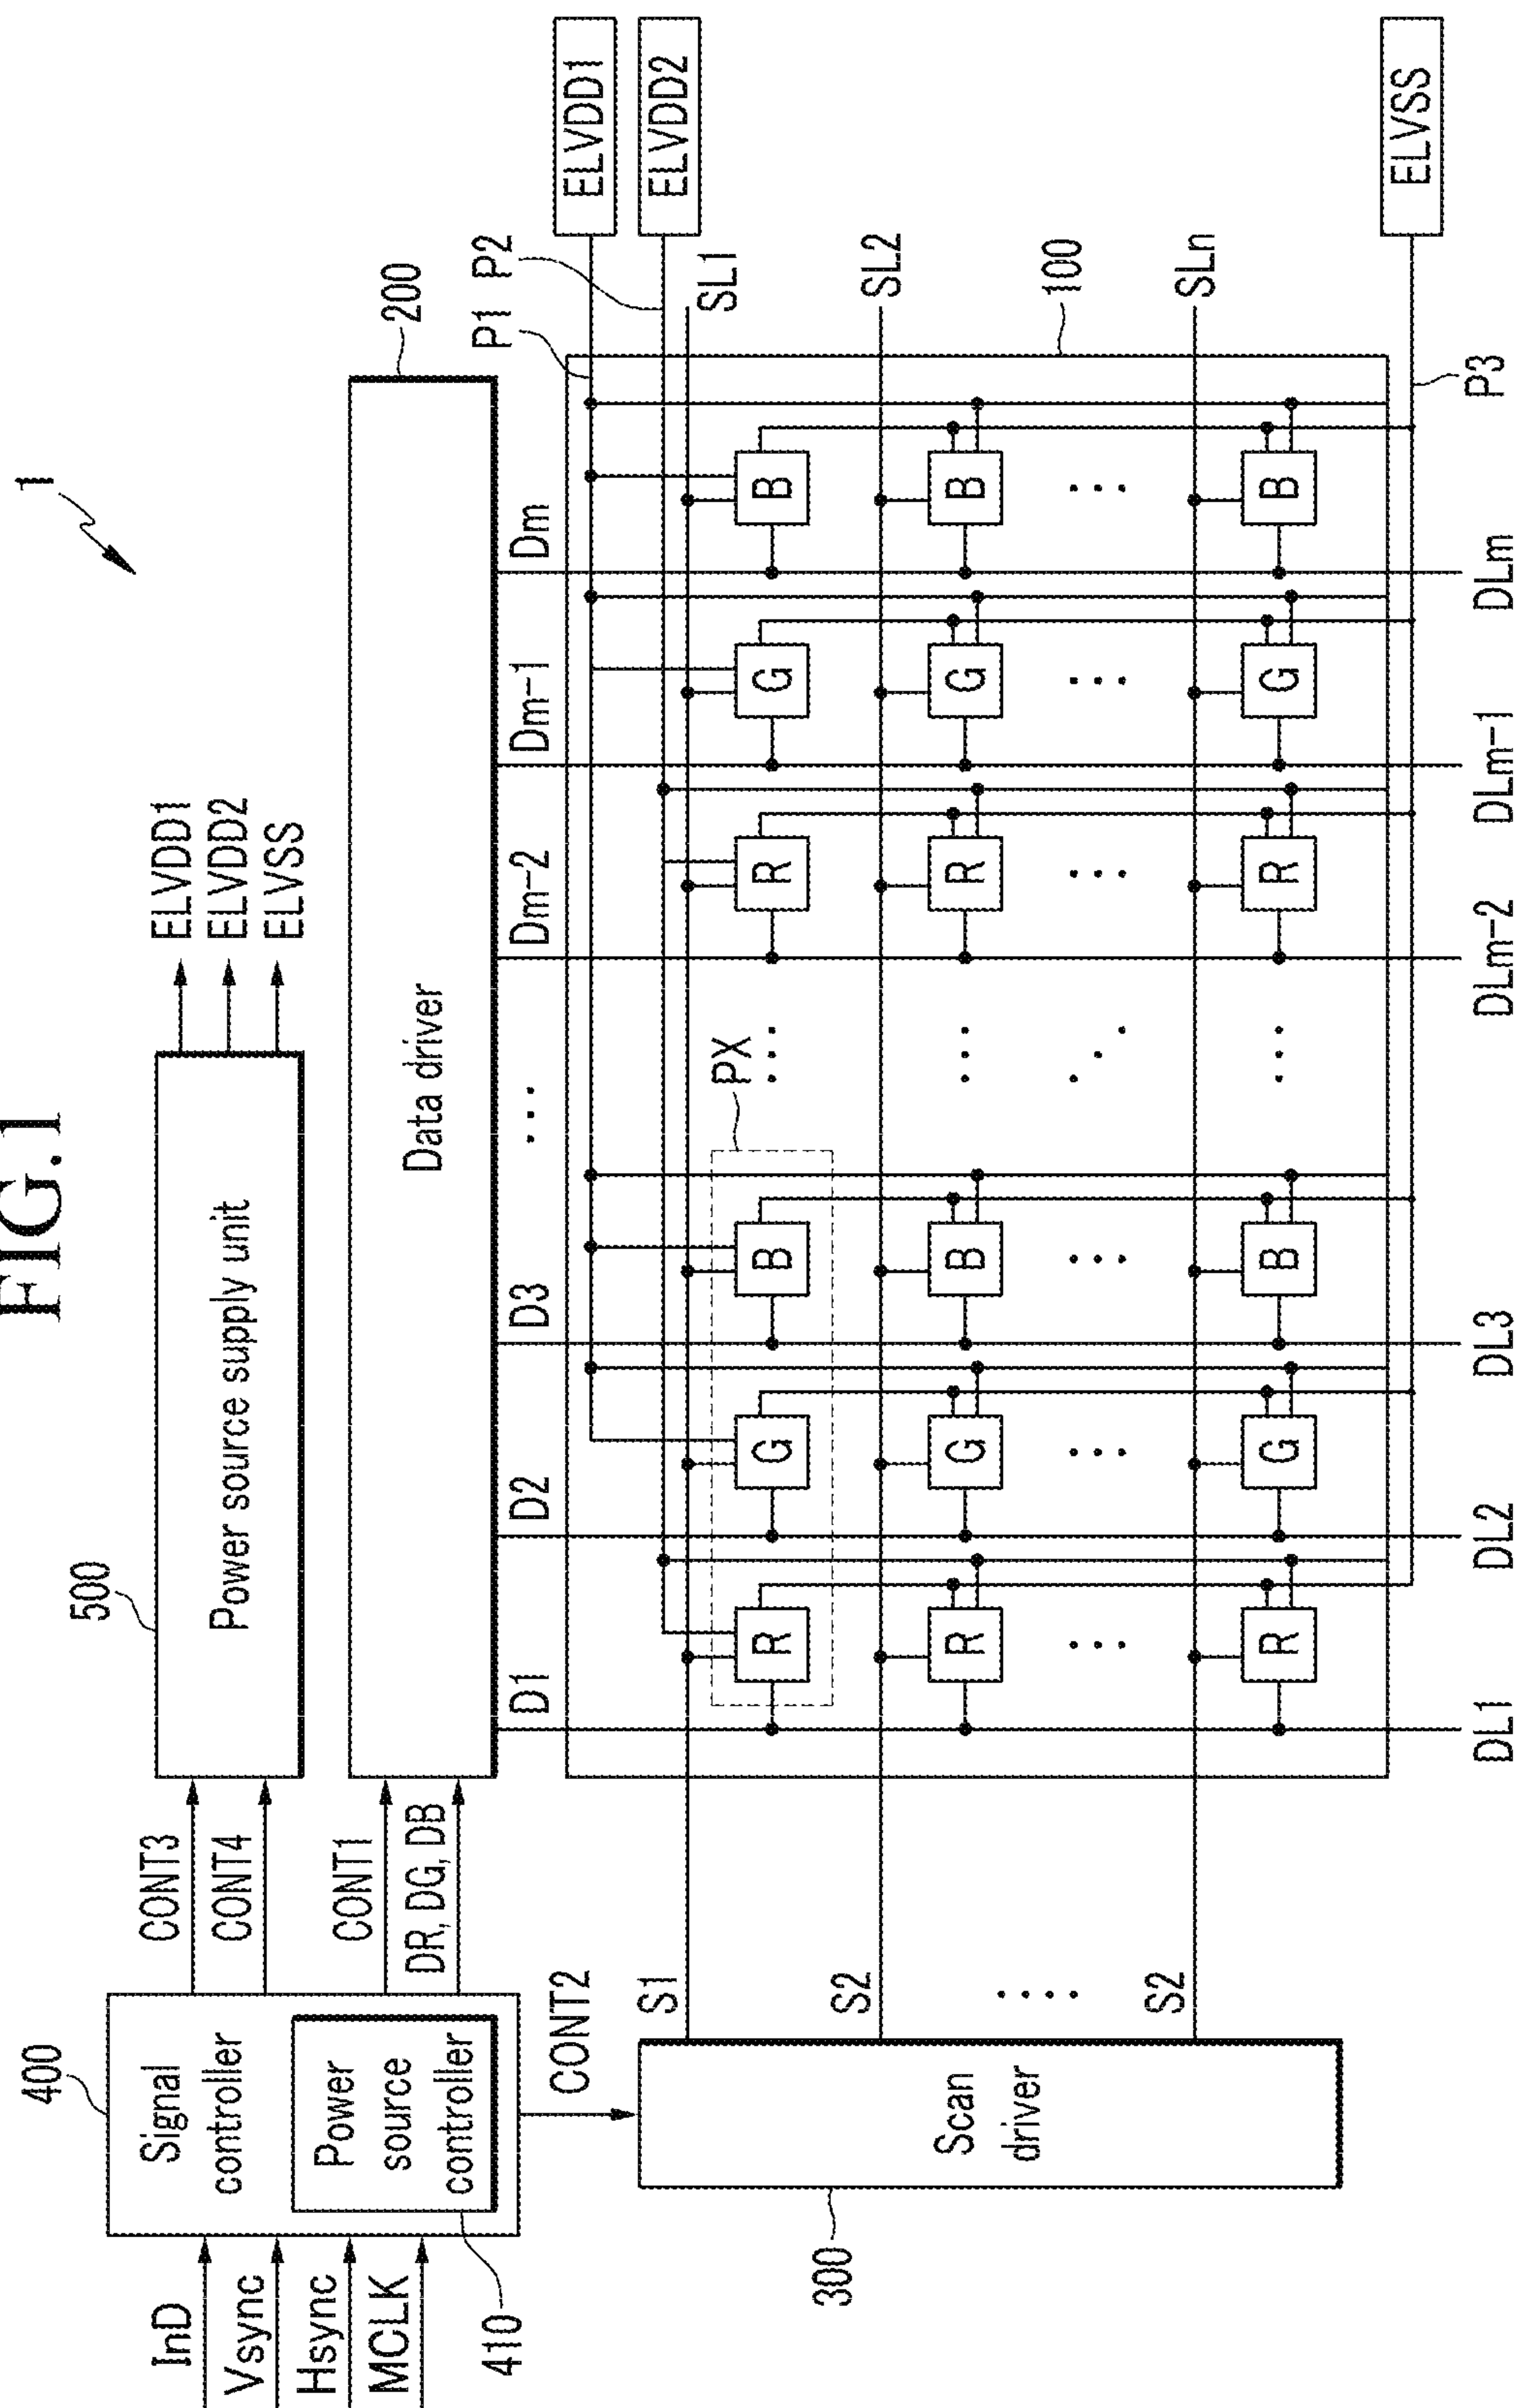 FIG.1
1
500
Power source supply unit
ELVDD1
ELVDD2
ELVSS
400
Signal
controller
Power
source
controller
410
InD
Vsync
Hsync
MCLK
CONT3
CONT4
CONT1
DR, DG, DB
CONT2
200
Data driver
D1
D2
D3
...
Dm-2
Dm-1
Dm
P1
P2
ELVDD1
ELVDD2
300
Scan
driver
S1
S2
S2
PX
R
G
B
R
G
B
SL1
R
G
B
R
G
B
SL2
R
G
B
R
G
B
SLn
100
DL1
DL2
DL3
DLm-2
DLm-1
DLm
P3
ELVSS